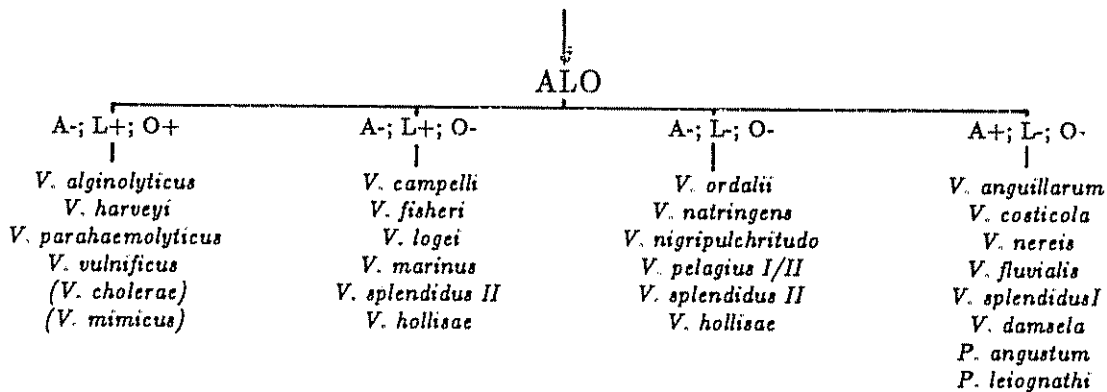 ALO
A-; L+; O+
V. alginolyticus
V. harveyi
V. parahaemolyticus
V. vulnificus
(V. cholerae)
(V. mimicus)
A-; L+; O-
V. campelli
V. fisheri
V. logei
V. marinus
V. splendidus II
V. hollisae
A-; L-; O-
V. ordalii
V. natringens
V. nigripulchritudo
V. pelagius I/II
V. splendidus II
V. hollisae
A+; L-; O-
V. anguillarum
V. costicola
V. nereis
V. fluvialis
V. splendidusI
V. damsela
P. angustum
P. leiognathi